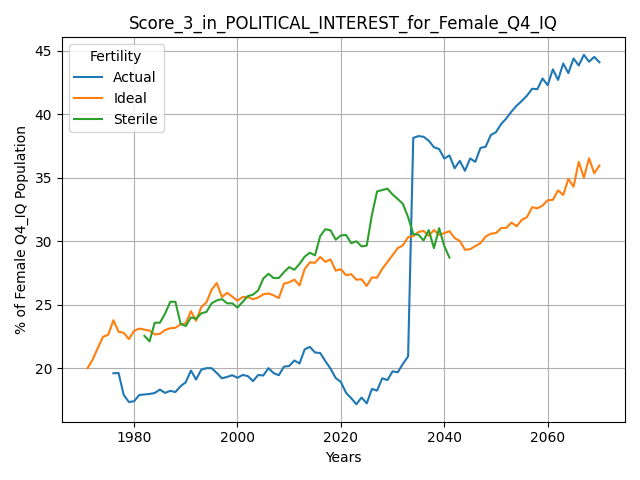 Score_3_in_POLITICAL_INTEREST_for_Female_Q4_IQ
Fertility
Actual
Ideal
Sterile
% of Female Q4_IQ Population
45
40
35
30
25
20
1980
2000
2020
2040
2060
Years